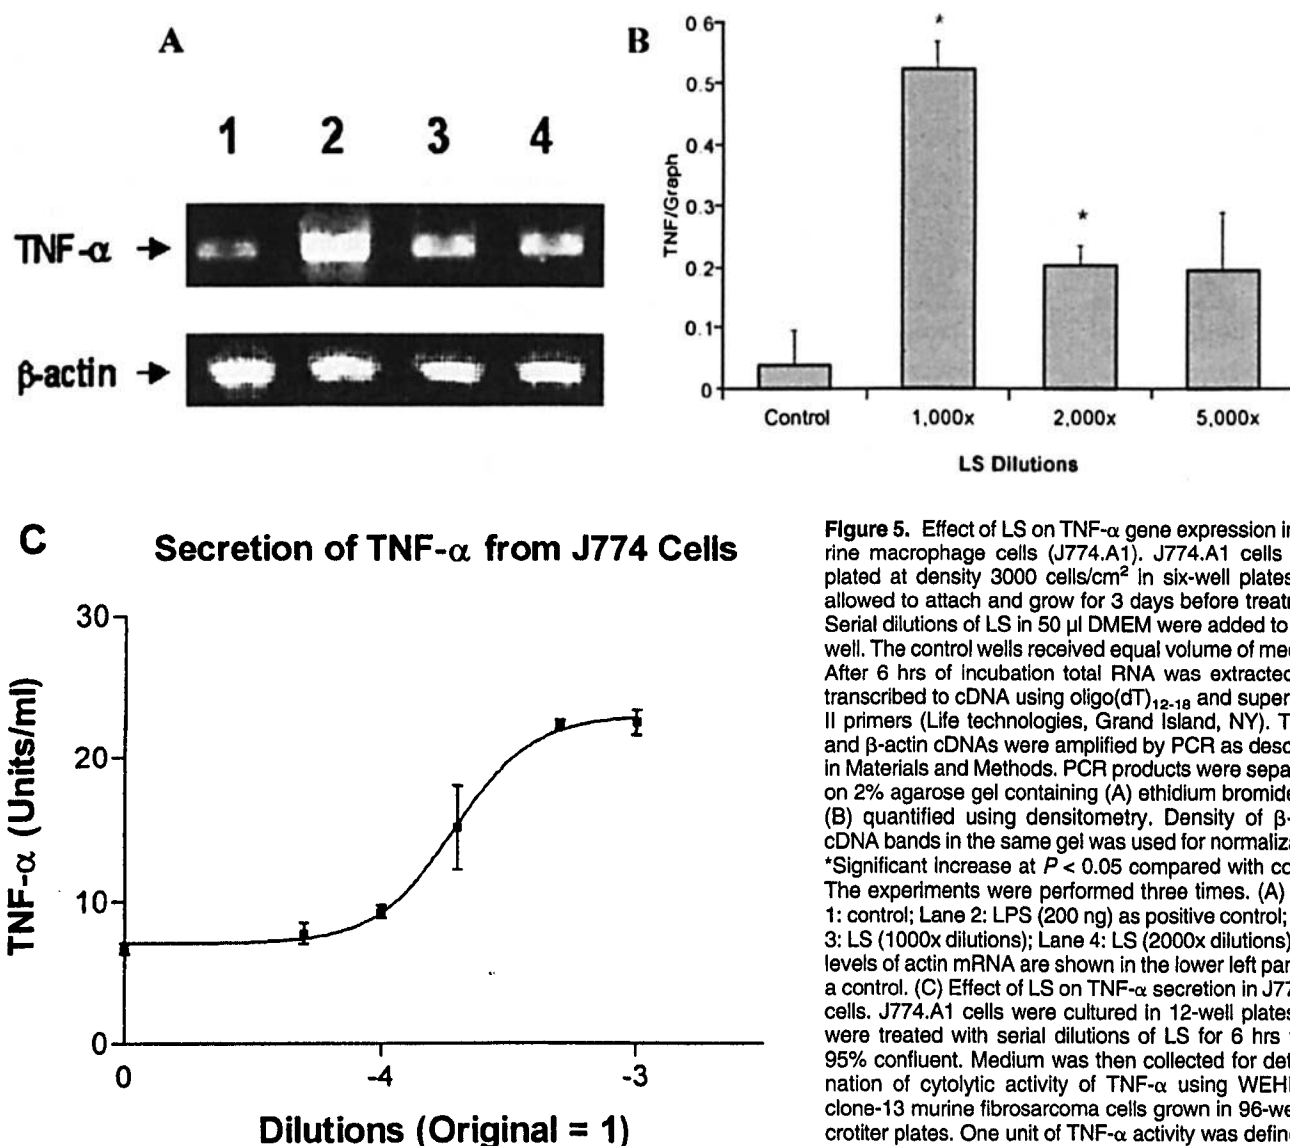 A
B
1 2 3 4
TNF-α
β-actin
0 6
0.5
0.4
0.3
0.2
0.1
0
TNF/Graph
*
*
Control 1,000x 2,000x 5,000x
LS Dilutions
C
Secretion of TNF-α from J774 Cells
30
20
10
0
TNF-α (Units/ml)
0 -4 -3
Dilutions (Original = 1)
Figure 5. Effect of LS on TNF-α gene expression in
rine macrophage cells (J774.A1). J774.A1 cells
plated at density 3000 cells/cm² in six-well plates
allowed to attach and grow for 3 days before treatr
Serial dilutions of LS in 50 µl DMEM were added to
well. The control wells received equal volume of med
After 6 hrs of incubation total RNA was extracted
transcribed to cDNA using oligo(dT)12-18 and super
II primers (Life technologies, Grand Island, NY). T
and β-actin cDNAs were amplified by PCR as desc
in Materials and Methods. PCR products were sepa
on 2% agarose gel containing (A) ethidium bromide
(B) quantified using densitometry. Density of β-
cDNA bands in the same gel was used for normaliza
*Significant increase at P < 0.05 compared with co
The experiments were performed three times. (A)
1: control; Lane 2: LPS (200 ng) as positive control;
3: LS (1000x dilutions); Lane 4: LS (2000x dilutions)
levels of actin mRNA are shown in the lower left par
a control. (C) Effect of LS on TNF-α secretion in J77
cells. J774.A1 cells were cultured in 12-well plates
were treated with serial dilutions of LS for 6 hrs
95% confluent. Medium was then collected for det
nation of cytolytic activity of TNF-α using WEHI
clone-13 murine fibrosarcoma cells grown in 96-we
crotiter plates. One unit of TNF-α activity was define